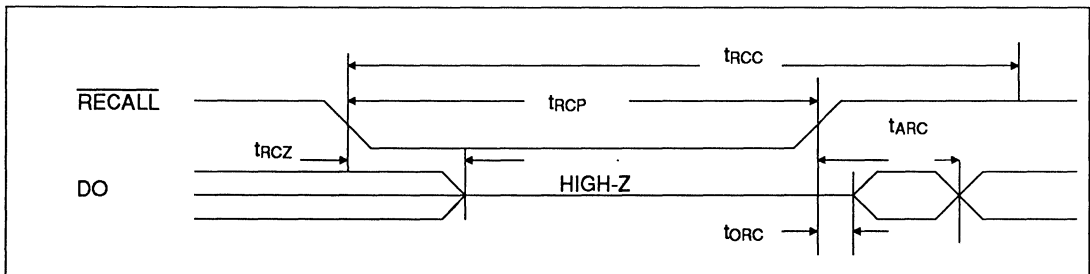 tRCC
RECALL
tRCP
tARC
tRCZ
DO
HIGH-Z
tORC